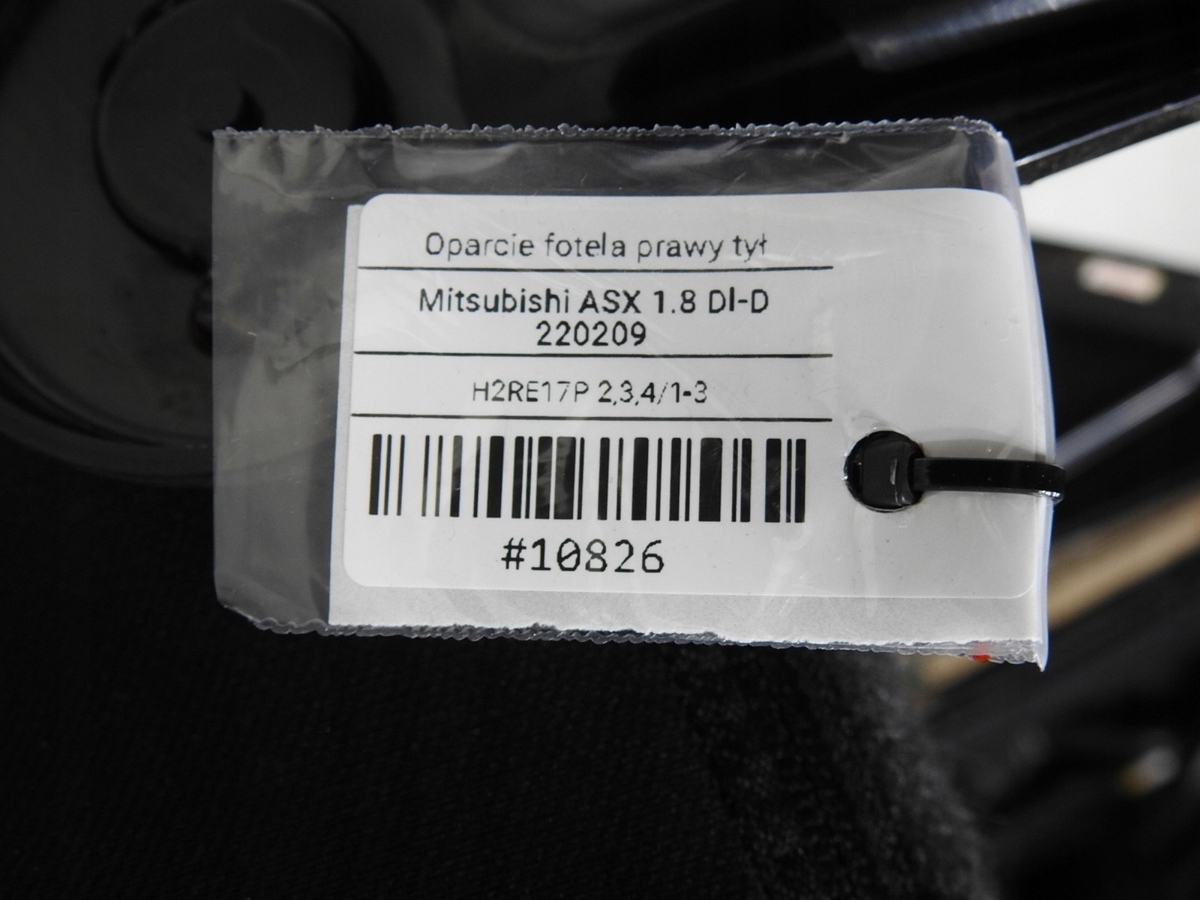 Oparcie fotela prawy tył
Mitsubishi ASX 1.8 DI-D
220209
H2RE17P 2,3,4/1-3
#10826